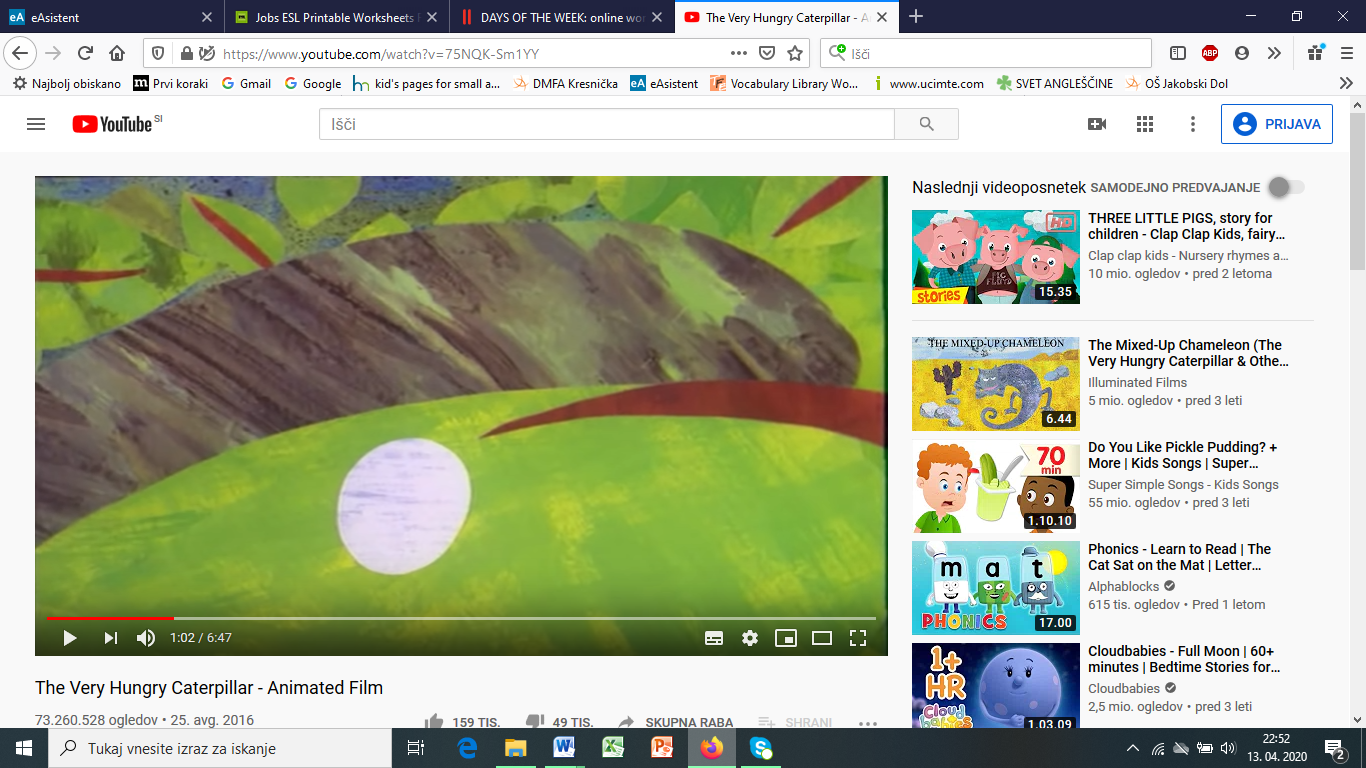 eAsistent
Jobs ESL Printable Worksheets
DAYS OF THE WEEK: online
The Very Hungry Caterpillar - A
https://www.youtube.com/watch?v=75NQK-Sm1YY
Išči
ABP
Najbolj obiskano
m Prvi koraki
G Gmail
G Google
kid's pages for small a...
DMFA Kresnička
eA eAsistent
Vocabulary Library Wo...
www.ucimte.com
SVET ANGLEŠČINE
OŠ Jakobski Dol
YouTube SI
Išči
PRIJAVA
1:02 / 6:47
The Very Hungry Caterpillar - Animated Film
73.260.528 ogledov • 25. avg. 2016
159 TIS.
49 TIS.
SKUPNA RABA
SHRANI
Naslednji videoposnetek
SAMODEJNO PREDVAJANJE
HD
PIG
FLOYD
stories
15.35
THREE LITTLE PIGS, story for
children - Clap Clap Kids, fairy...
Clap clap kids - Nursery rhymes a...
10 mio. ogledov • pred 2 letoma
THE MIXED-UP CHAMELEON
6.44
The Mixed-Up Chameleon (The
Very Hungry Caterpillar & Othe...
Illuminated Films
5 mio. ogledov • pred 3 leti
70
min
1.10.10
Do You Like Pickle Pudding? +
More | Kids Songs | Super...
Super Simple Songs - Kids Songs
55 mio. ogledov • pred 3 leti
m a t
PHONICS
17.00
Phonics - Learn to Read | The
Cat Sat on the Mat | Letter...
Alphablocks
615 tis. ogledov • Pred 1 letom
1+
HR
Cloud
babies
1.03.09
Cloudbabies - Full Moon | 60+
minutes | Bedtime Stories for...
Cloudbabies
2,5 mio. ogledov • pred 3 leti
Tukaj vnesite izraz za iskanje
22:52
13. 04. 2020
2